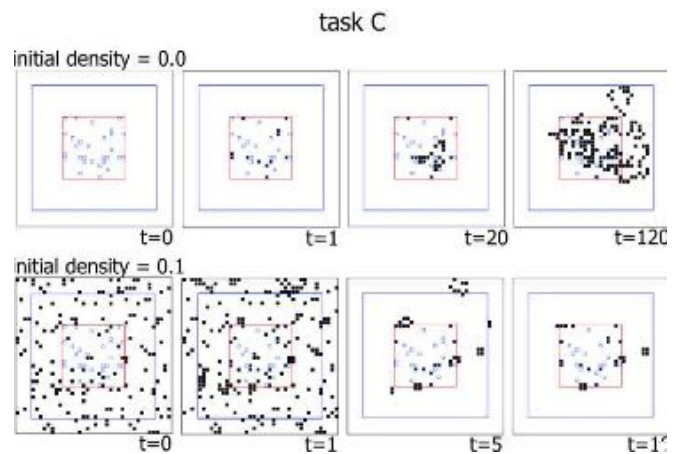 task C
initial density = 0.0
t=0 t=1 t=20 t=120
initial density = 0.1
t=0 t=1 t=5